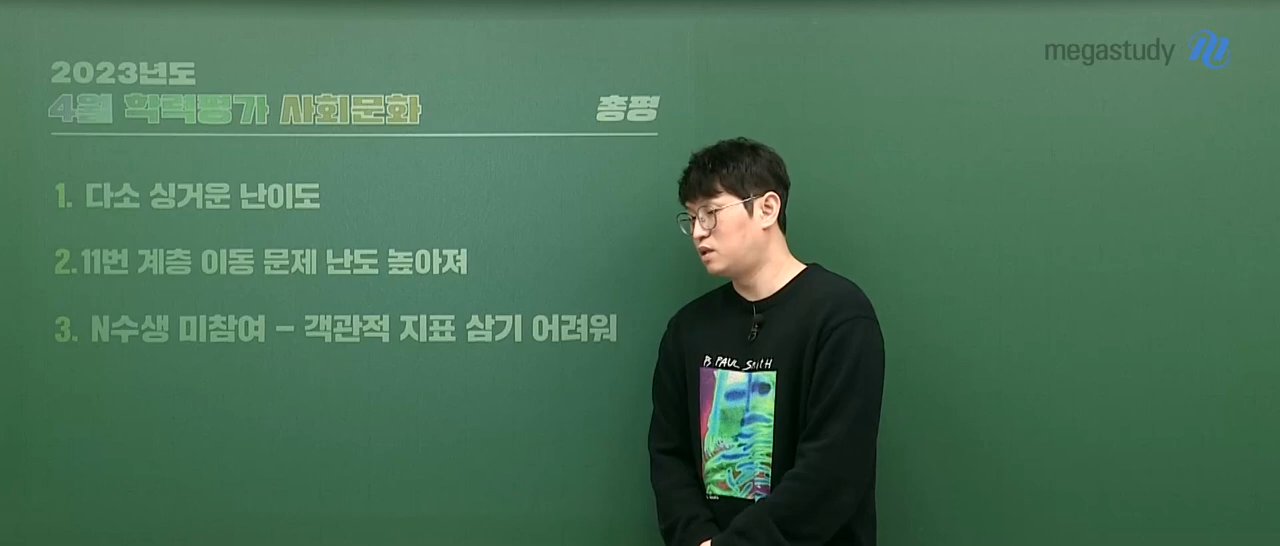 megastudy
2023년도
4월 학력평가 사회문화 총평
1. 다소 싱거운 난이도
2. 11번 계층 이동 문제 난도 높아져
3. N수생 미참여 - 객관적 지표 삼기 어려워
PS PAUL SMITH